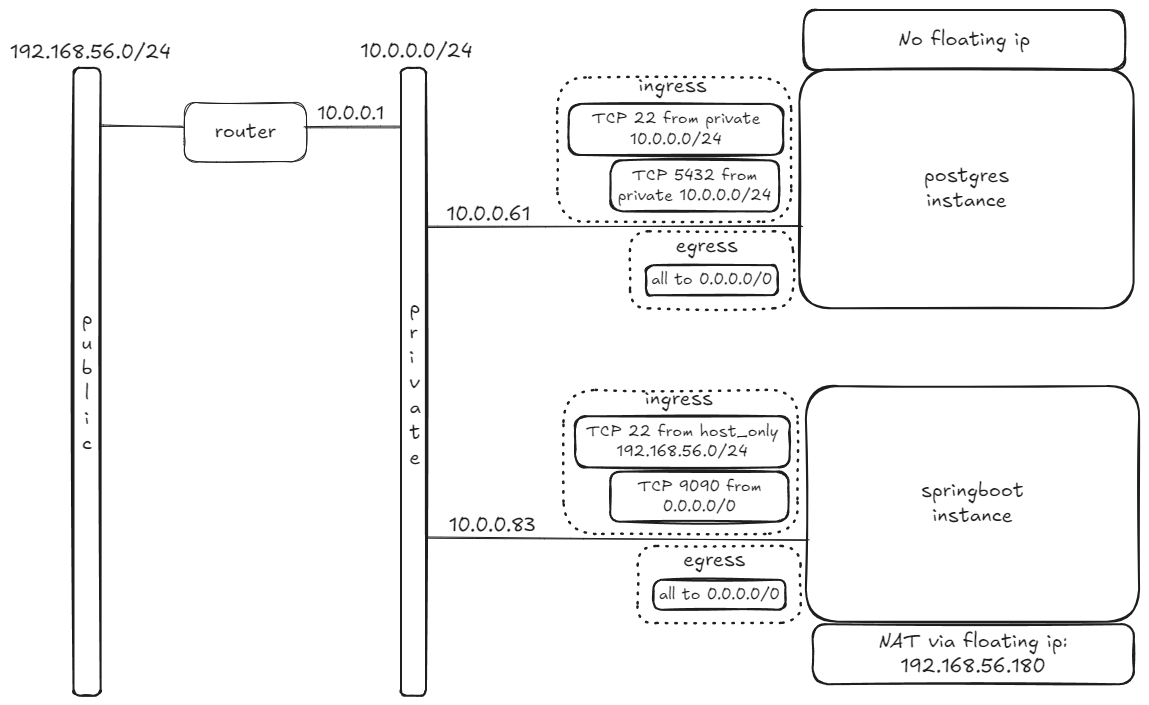 192.168.56.0/24
10.0.0.0/24
public
router
10.0.0.1
private
No floating ip
ingress
TCP 22 from private
10.0.0.0/24
TCP 5432 from
private 10.0.0.0/24
10.0.0.61
egress
all to 0.0.0.0/0
postgres
instance
ingress
TCP 22 from host_only
192.168.56.0/24
TCP 9090 from
0.0.0.0/0
10.0.0.83
egress
all to 0.0.0.0/0
springboot
instance
NAT via floating ip:
192.168.56.180